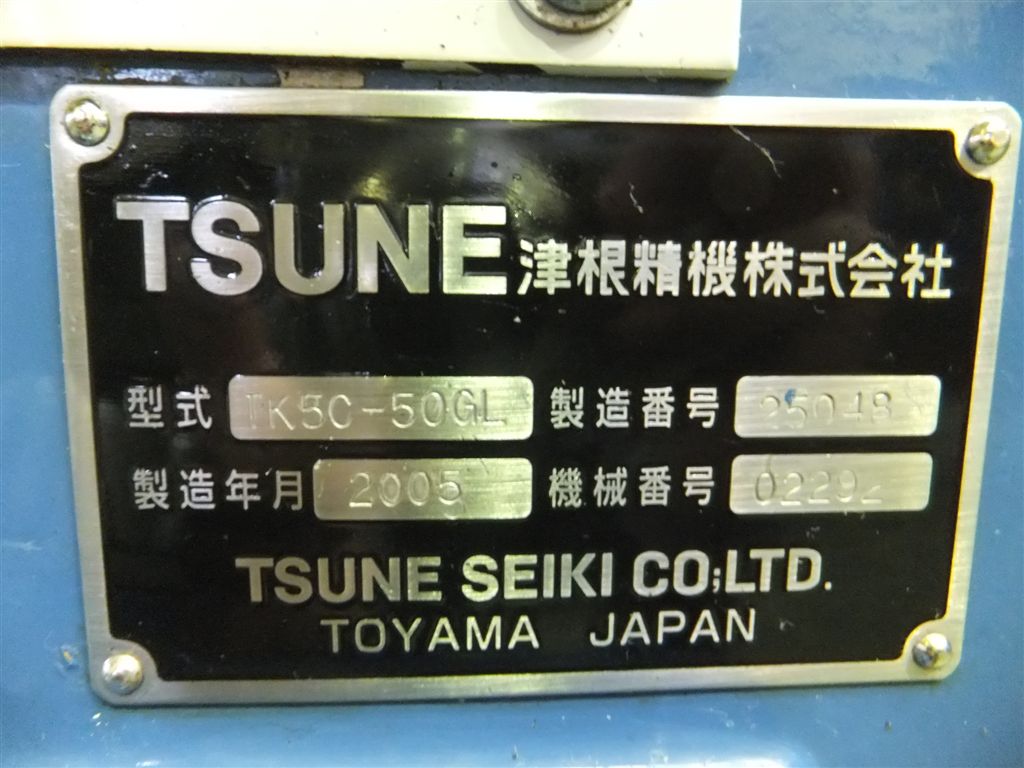 TSUNE 津根精機株式会社
型式 TK5C-50GL 製造番号 25048
製造年月 2005 機械番号 02292
TSUNE SEIKI CO;LTD.
TOYAMA JAPAN